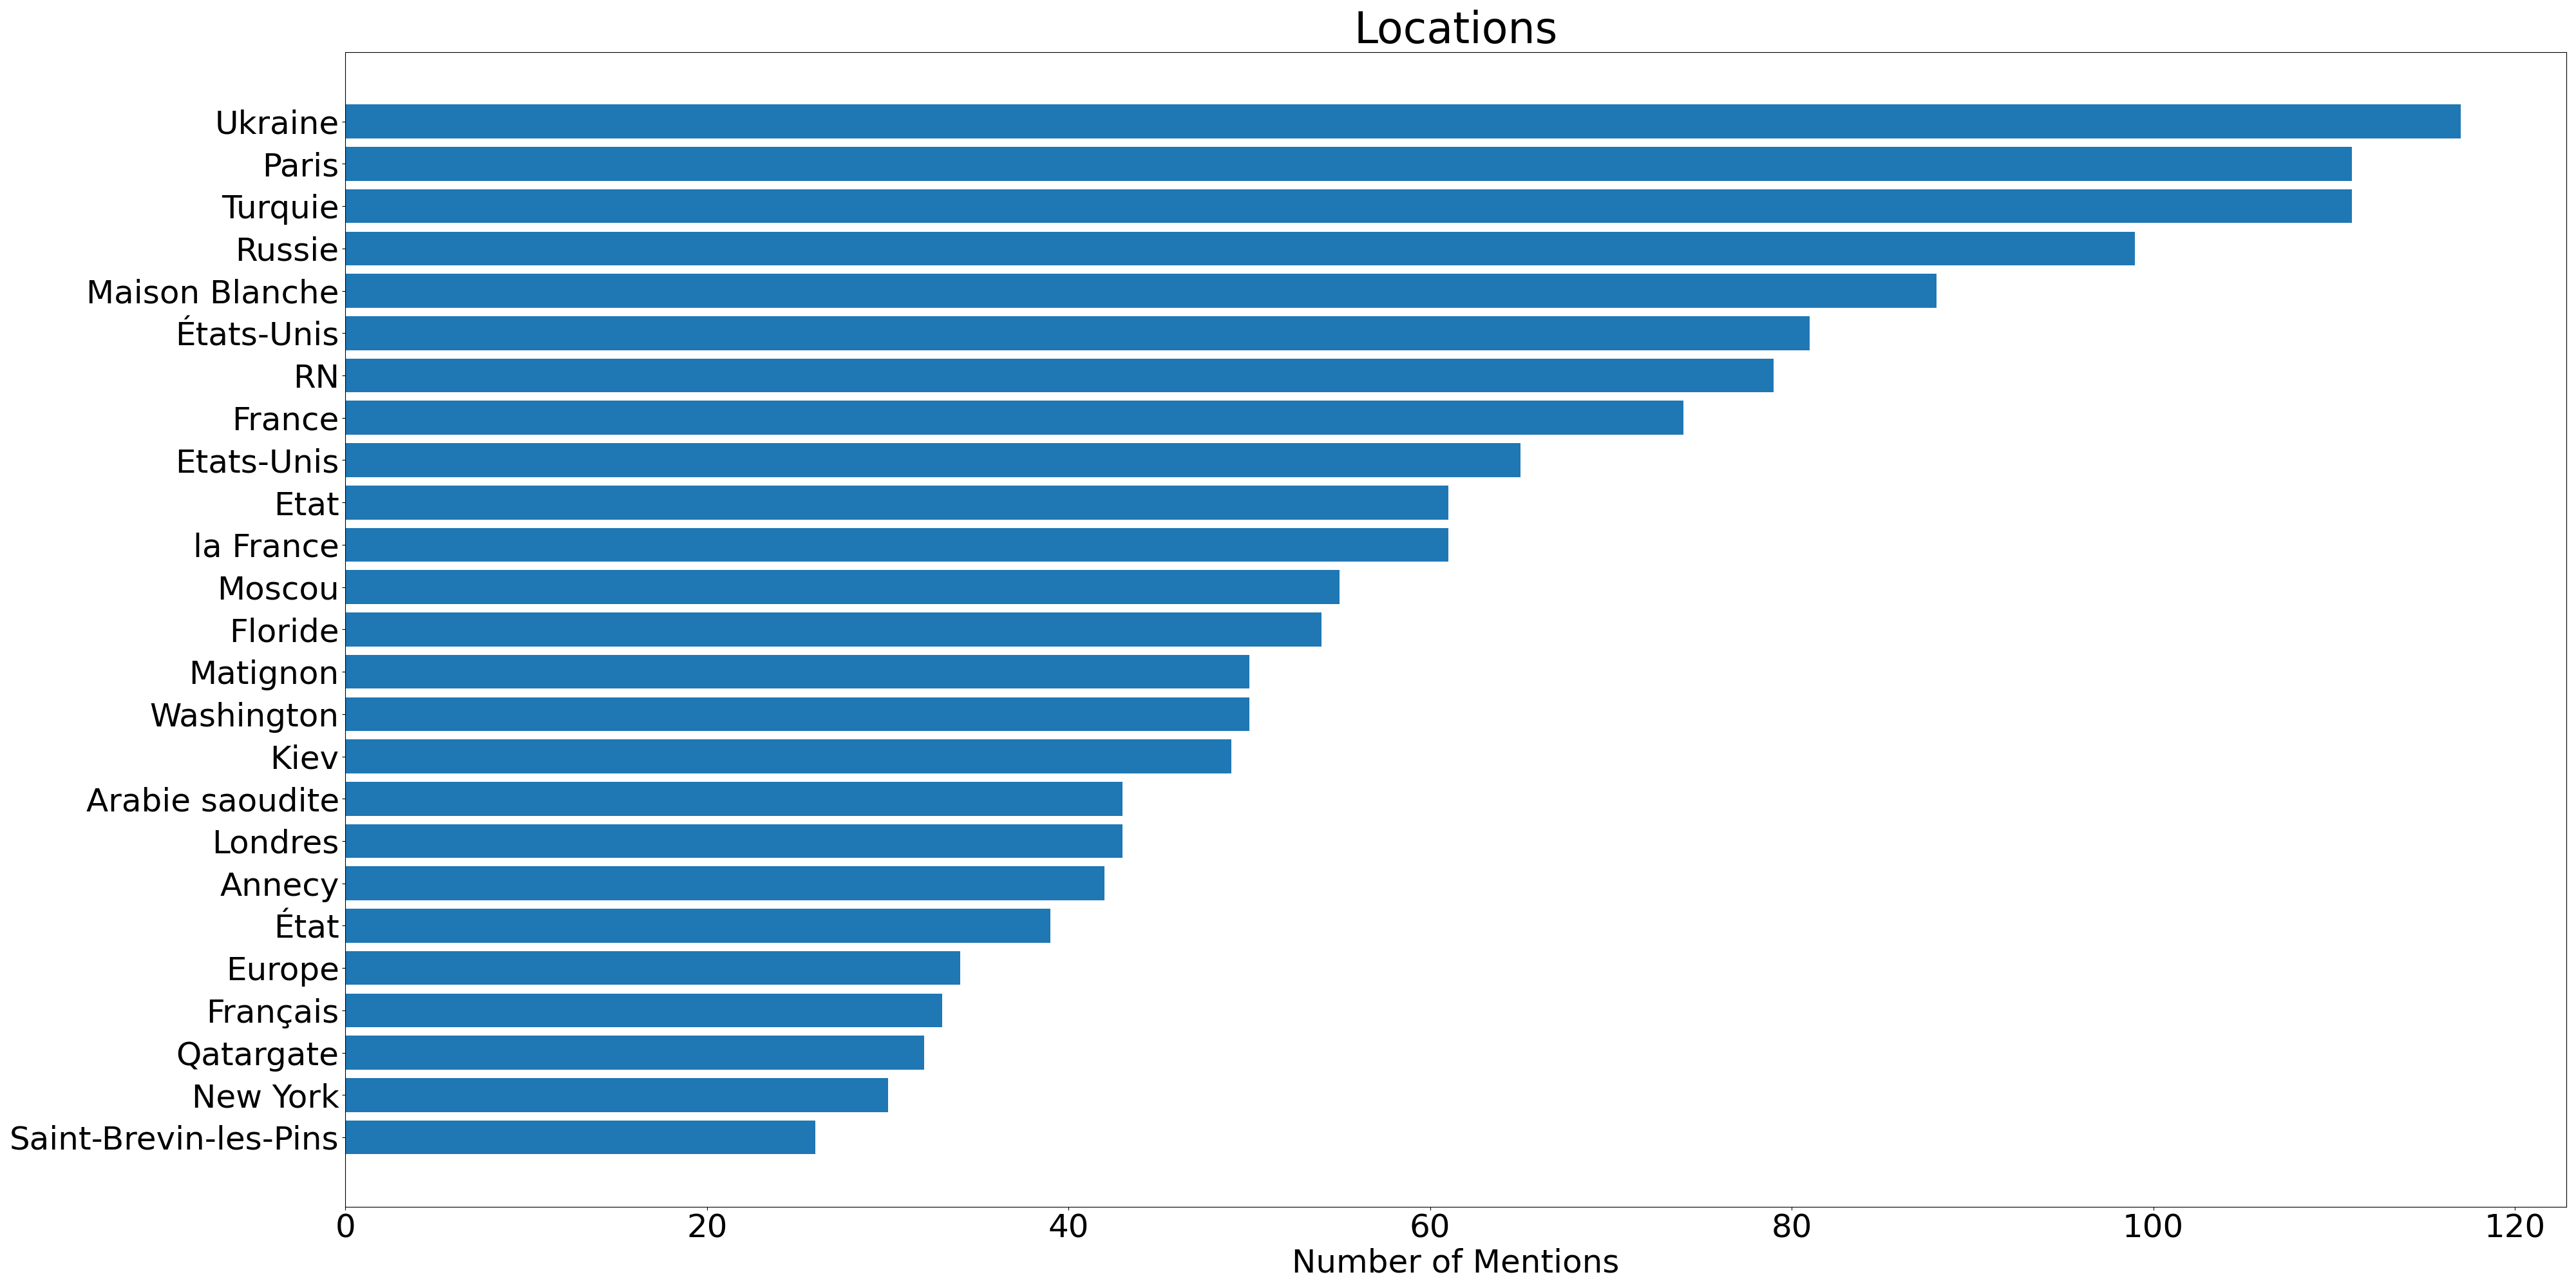 Locations
Ukraine
Paris
Turquie
Russie
Maison Blanche
États-Unis
RN
France
Etats-Unis
Etat
la France
Moscou
Floride
Matignon
Washington
Kiev
Arabie saoudite
Londres
Annecy
État
Europe
Français
Qatargate
New York
Saint-Brevin-les-Pins
0 20 40 60 80 100 120
Number of Mentions